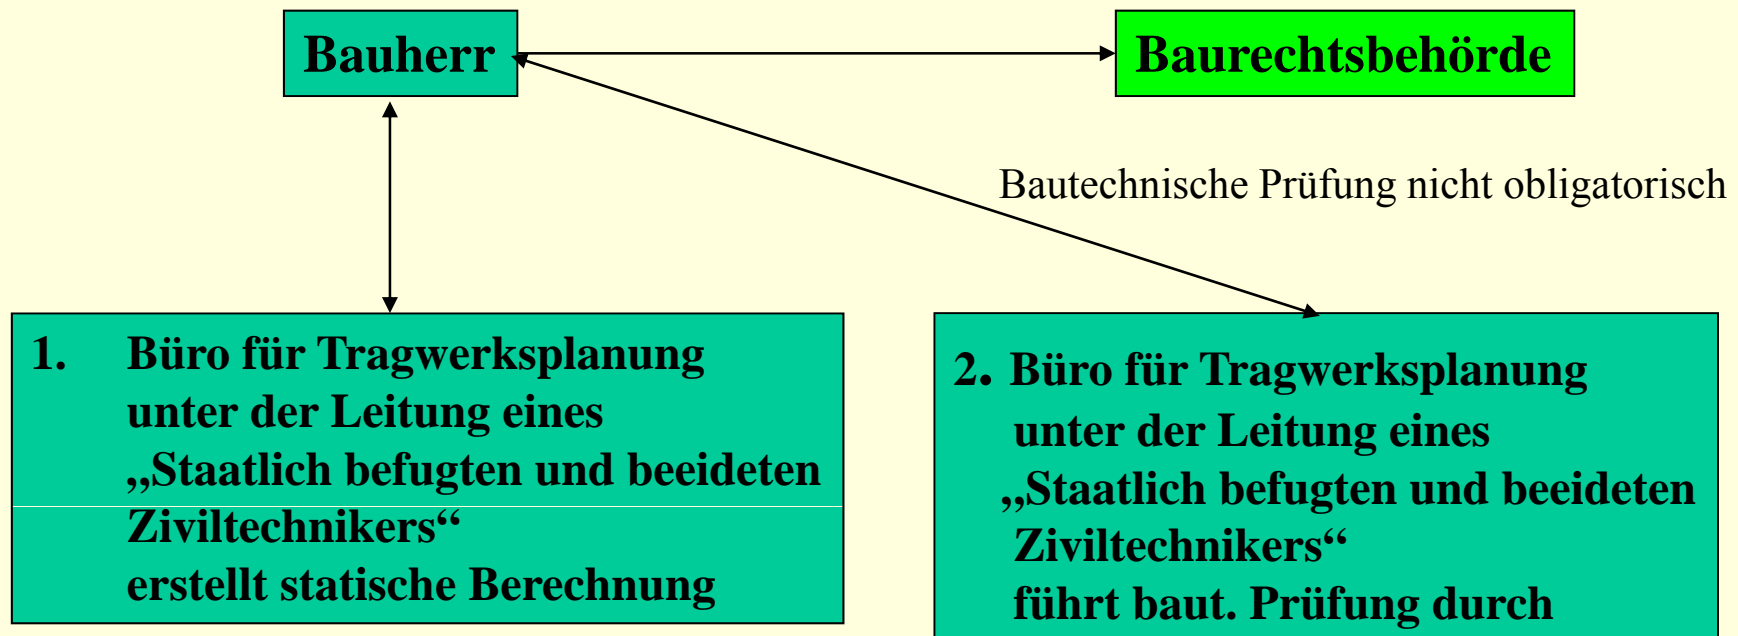 Bauherr
Baurechtsbehörde
Bautechnische Prüfung nicht obligatorisch
1. Büro für Tragwerksplanung
unter der Leitung eines
„Staatlich befugten und beeideten
Ziviltechnikers“
erstellt statische Berechnung
2. Büro für Tragwerksplanung
unter der Leitung eines
„Staatlich befugten und beeideten
Ziviltechnikers“
führt baut. Prüfung durch